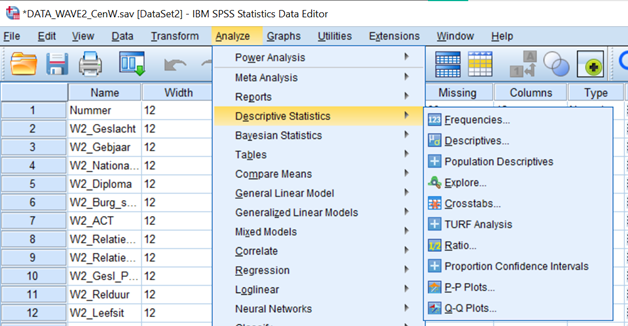 *DATA_WAVE2_CenW.sav [DataSet2] - IBM SPSS Statistics Data Editor
File Edit View Data Transform Analyze Graphs Utilities Extensions Window Help
Name Width Missing Columns Type
1 Nummer 12
2 W2_Geslacht 12
3 W2_Gebjaar 12
4 W2_Nationa... 12
5 W2_Diploma 12
6 W2_Burg_s... 12
7 W2_ACT 12
8 W2_Relatie... 12
9 W2_Relatie... 12
10 W2_Gesl_P... 12
11 W2_Relduur 12
12 W2_Leefsit 12
Power Analysis
Meta Analysis
Reports
Descriptive Statistics
Bayesian Statistics
Tables
Compare Means
General Linear Model
Generalized Linear Models
Mixed Models
Correlate
Regression
Loglinear
Neural Networks
Frequencies...
Descriptives...
Population Descriptives
Explore...
Crosstabs...
TURF Analysis
Ratio...
Proportion Confidence Intervals
P-P Plots...
Q-Q Plots...